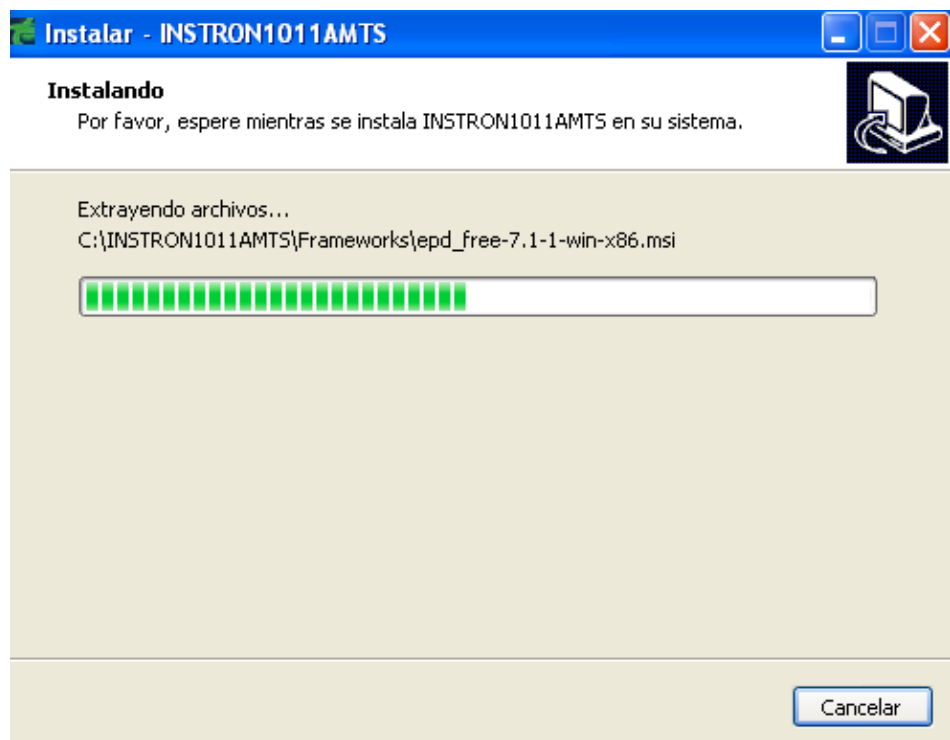 Instalar - INSTRON1011AMTS
Instalando
Por favor, espere mientras se instala INSTRON1011AMTS en su sistema.
Extrayendo archivos...
C:\INSTRON1011AMTS\Frameworks\epd_free-7.1-1-win-x86.msi
Cancelar